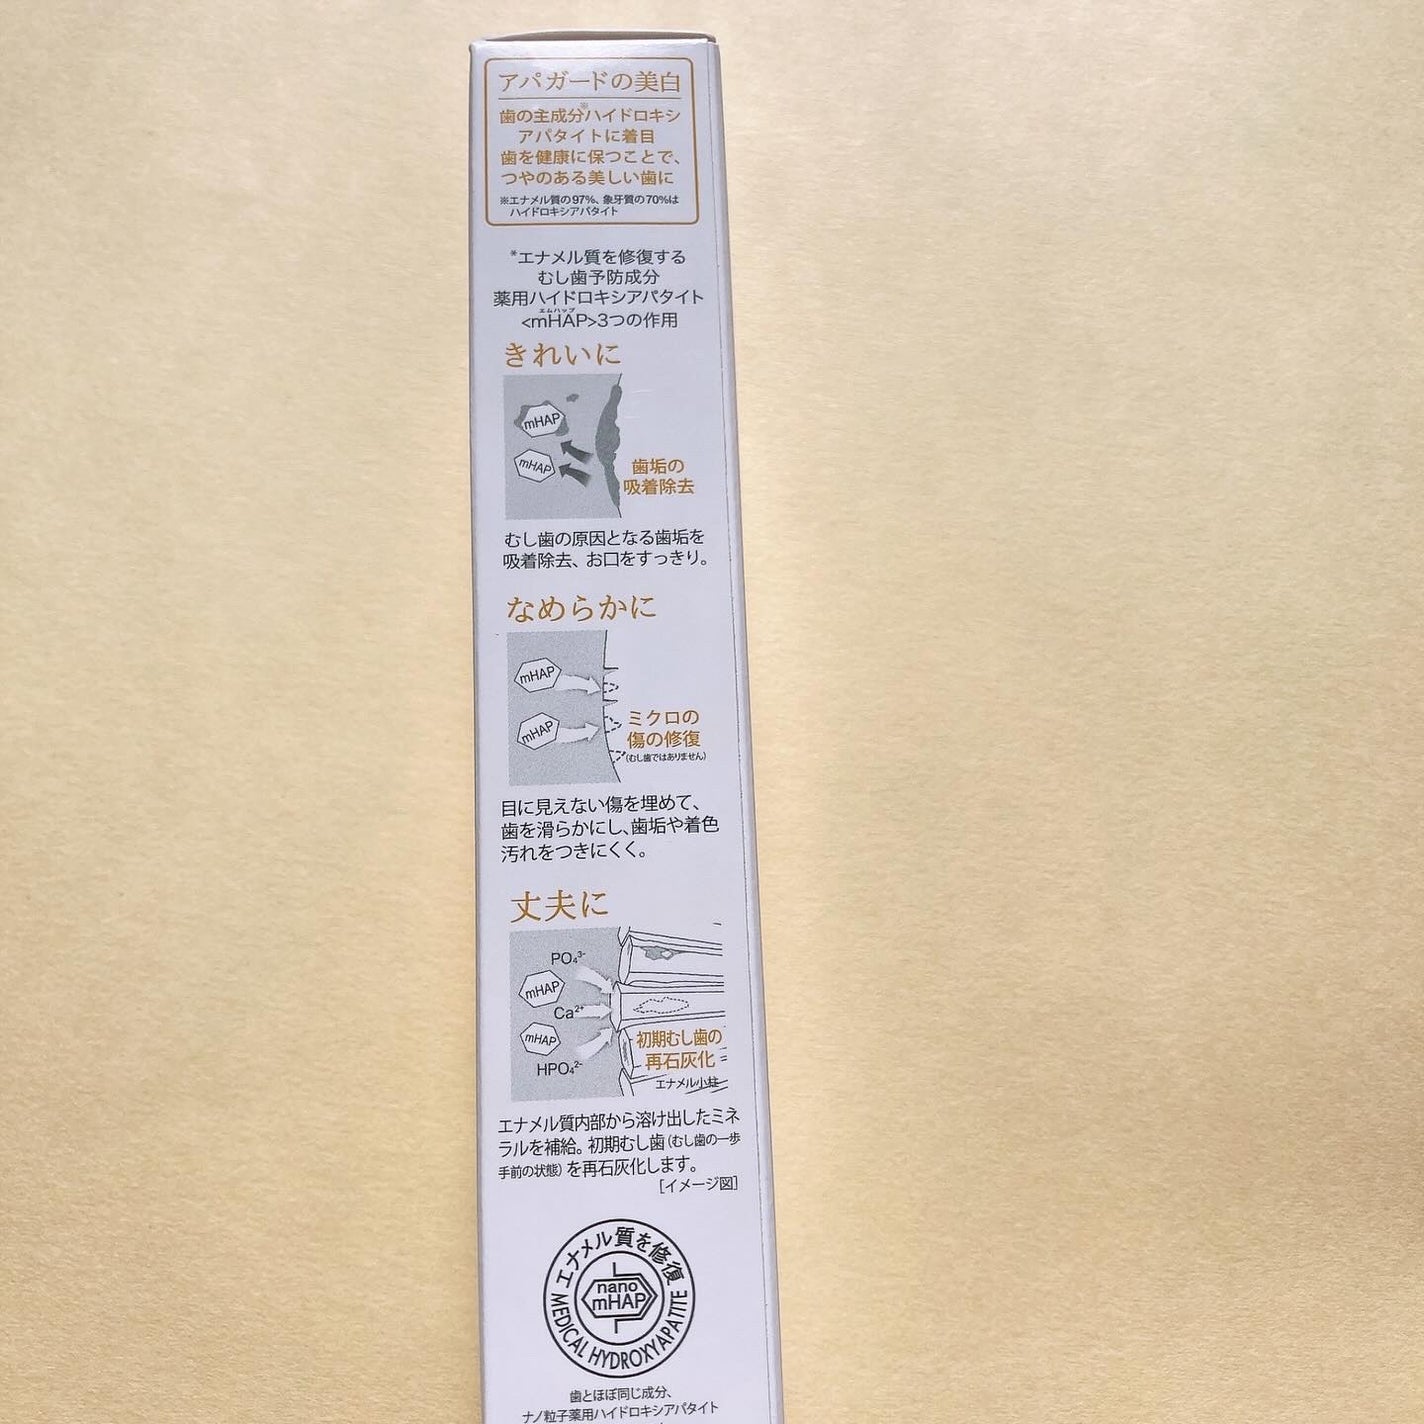 アパガードの美白
歯の主成分※ハイドロキシ
アパタイトに着目
歯を健康に保つことで、
つやのある美しい歯に
※エナメル質の97%、象牙質の70%は
ハイドロキシアパタイト
*エナメル質を修復する
むし歯予防成分
薬用ハイドロキシアパタイト
エムハップ
<mHAP>3つの作用
きれいに
mHAP
mHAP
歯垢の
吸着除去
むし歯の原因となる歯垢を
吸着除去、お口をすっきり。
なめらかに
mHAP
mHAP
ミクロの
傷の修復
(むし歯ではありません)
目に見えない傷を埋めて、
歯を滑らかにし、歯垢や着色
汚れをつきにくく。
丈夫に
PO₄³⁻
mHAP
Ca²⁺
mHAP
HPO₄²⁻
初期むし歯の
再石灰化
エナメル小柱
エナメル質内部から溶け出したミネ
ラルを補給。初期むし歯(むし歯の一歩
手前の状態)を再石灰化します。
[イメージ図]
エナメル質を修復
nano
mHAP
MEDICAL HYDROXYAPATITE
歯とほぼ同じ成分、
ナノ粒子薬用ハイドロキシアパタイト